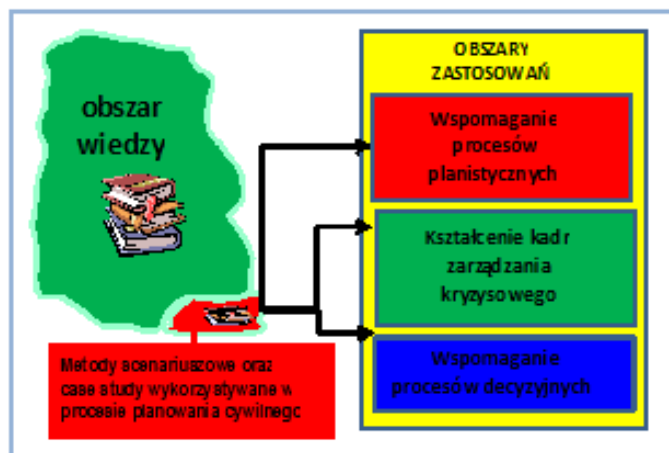 obszar
wiedzy
Metody scenariuszowe oraz
case study wykorzystywane w
procesie planowania cywilnego
OBSZARY
ZASTOSOWAŃ
Wspomaganie
procesów
planistycznych
Kształcenie kadr
zarządzania
kryzysowego
Wspomaganie
procesów decyzyjnych